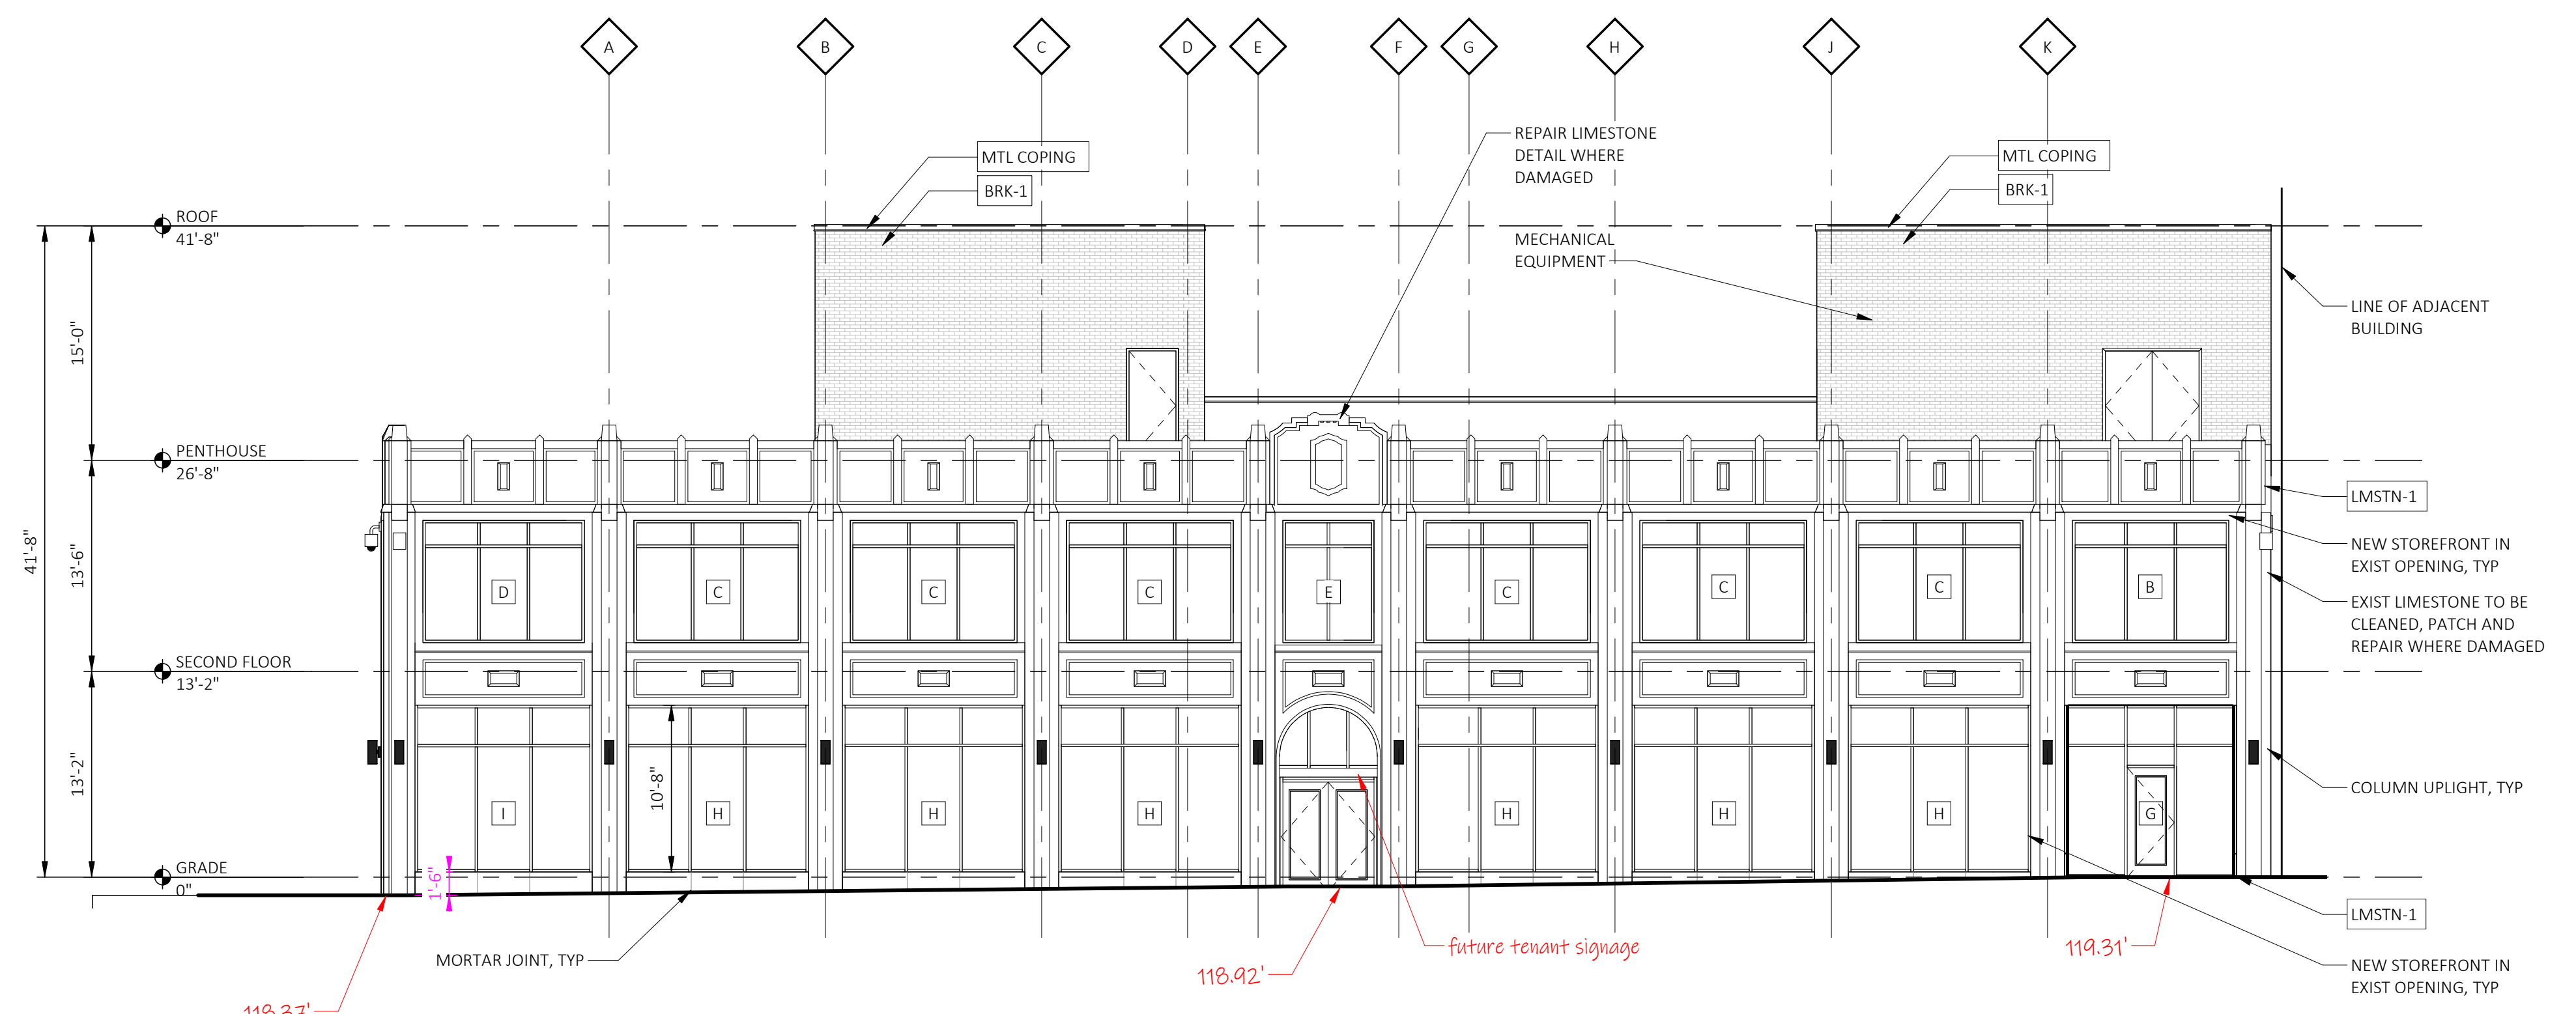 A B C D E F G H J K
REPAIR LIMESTONE
DETAIL WHERE
DAMAGED
MTL COPING
BRK-1
MTL COPING
BRK-1
ROOF
41'-8"
MECHANICAL
EQUIPMENT
LINE OF ADJACENT
BUILDING
15'-0"
PENTHOUSE
26'-8"
LMSTN-1
41'-8"
13'-6"
NEW STOREFRONT IN
EXIST OPENING, TYP
D C C C E C C C B
EXIST LIMESTONE TO BE
CLEANED, PATCH AND
REPAIR WHERE DAMAGED
SECOND FLOOR
13'-2"
13'-2"
10'-8"
COLUMN UPLIGHT, TYP
I H H H H H H G
GRADE
0"
1'-6"
LMSTN-1
future tenant signage
119.31'
MORTAR JOINT, TYP
118.92'
NEW STOREFRONT IN
EXIST OPENING, TYP